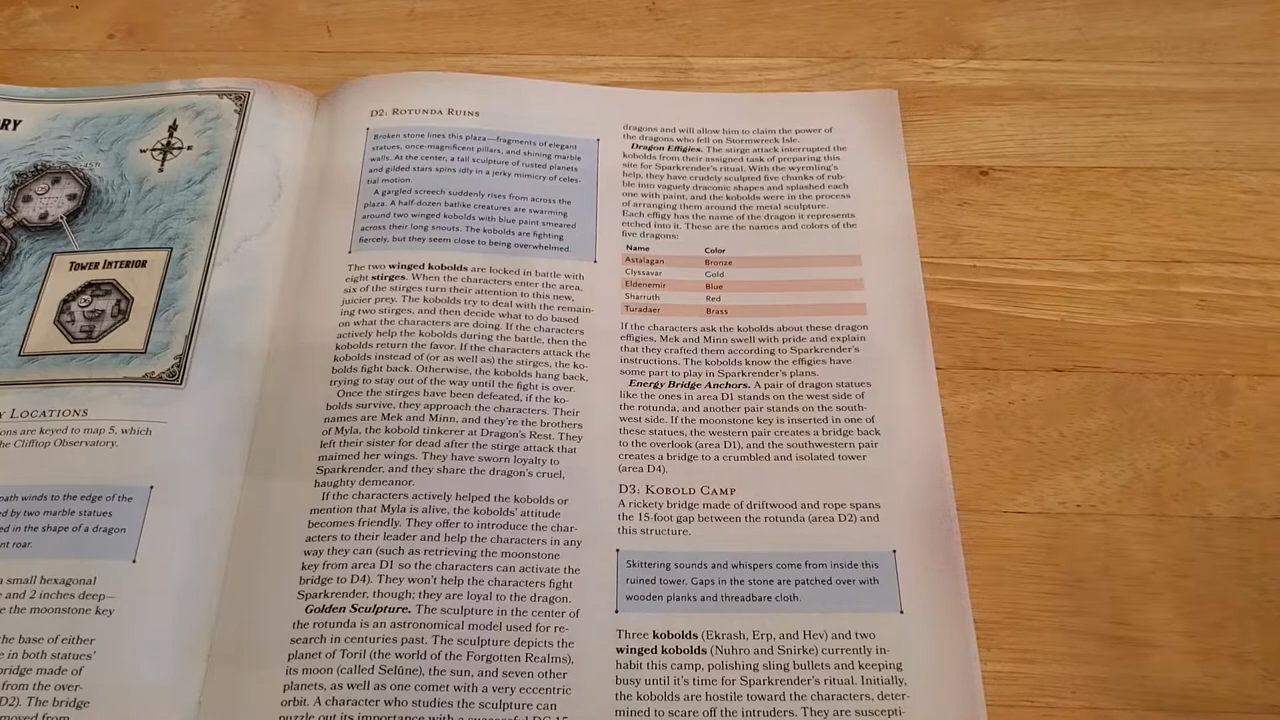 RY
N
W
E
S
45 ft
D5
TOWER INTERIOR
D5
Y LOCATIONS
ions are keyed to map 5, which
he Clifftop Observatory.
path winds to the edge of the
ed by two marble statues
ed in the shape of a dragon
nt roar.
a small hexagonal
e and 2 inches deep—
e the moonstone key
the base of either
e in both statues'
bridge made of
from the over-
D2). The bridge
moved from
D2: ROTUNDA RUINS
Broken stone lines this plaza—fragments of elegant
statues, once-magnificent pillars, and shining marble
walls. At the center, a tall sculpture of rusted planets
and gilded stars spins idly in a jerky mimicry of celes-
tial motion.
A gargled screech suddenly rises from across the
plaza. A half-dozen batlike creatures are swarming
around two winged kobolds with blue paint smeared
across their long snouts. The kobolds are fighting
fiercely, but they seem close to being overwhelmed.
The two winged kobolds are locked in battle with
eight stirges. When the characters enter the area,
six of the stirges turn their attention to this new,
juicier prey. The kobolds try to deal with the remain-
ing two stirges, and then decide what to do based
on what the characters are doing. If the characters
actively help the kobolds during the battle, then the
kobolds return the favor. If the characters attack the
kobolds instead of (or as well as) the stirges, the ko-
bolds fight back. Otherwise, the kobolds hang back,
trying to stay out of the way until the fight is over.
Once the stirges have been defeated, if the ko-
bolds survive, they approach the characters. Their
names are Mek and Minn, and they're the brothers
of Myla, the kobold tinkerer at Dragon's Rest. They
left their sister for dead after the stirge attack that
maimed her wings. They have sworn loyalty to
Sparkrender, and they share the dragon's cruel,
haughty demeanor.
If the characters actively helped the kobolds or
mention that Myla is alive, the kobolds' attitude
becomes friendly. They offer to introduce the char-
acters to their leader and help the characters in any
way they can (such as retrieving the moonstone
key from area D1 so the characters can activate the
bridge to D4). They won't help the characters fight
Sparkrender, though; they are loyal to the dragon.
Golden Sculpture. The sculpture in the center of
the rotunda is an astronomical model used for re-
search in centuries past. The sculpture depicts the
planet of Toril (the world of the Forgotten Realms),
its moon (called Selûne), the sun, and seven other
planets, as well as one comet with a very eccentric
orbit. A character who studies the sculpture can
puzzle out its importance with a successful DC 15
dragons and will allow him to claim the power of
the dragons who fell on Stormwreck Isle.
Dragon Effigies. The stirge attack interrupted the
kobolds from their assigned task of preparing this
site for Sparkrender's ritual. With the wyrmling's
help, they have crudely sculpted five chunks of rub-
ble into vaguely draconic shapes and splashed each
one with paint, and the kobolds were in the process
of arranging them around the metal sculpture.
Each effigy has the name of the dragon it represents
etched into it. These are the names and colors of the
five dragons:
Name Color
Astalagan Bronze
Clyssavar Gold
Eldenemir Blue
Sharruth Red
Turadaer Brass
If the characters ask the kobolds about these dragon
effigies, Mek and Minn swell with pride and explain
that they crafted them according to Sparkrender's
instructions. The kobolds know the effigies have
some part to play in Sparkrender's plans.
Energy Bridge Anchors. A pair of dragon statues
like the ones in area D1 stands on the west side of
the rotunda, and another pair stands on the south-
west side. If the moonstone key is inserted in one of
these statues, the western pair creates a bridge back
to the overlook (area D1), and the southwestern pair
creates a bridge to a crumbled and isolated tower
(area D4).
D3: KOBOLD CAMP
A rickety bridge made of driftwood and rope spans
the 15-foot gap between the rotunda (area D2) and
this structure.
Skittering sounds and whispers come from inside this
ruined tower. Gaps in the stone are patched over with
wooden planks and threadbare cloth.
Three kobolds (Ekrash, Erp, and Hev) and two
winged kobolds (Nuhro and Snirke) currently in-
habit this camp, polishing sling bullets and keeping
busy until it's time for Sparkrender's ritual. Initially,
the kobolds are hostile toward the characters, deter-
mined to scare off the intruders. They are suscepti-